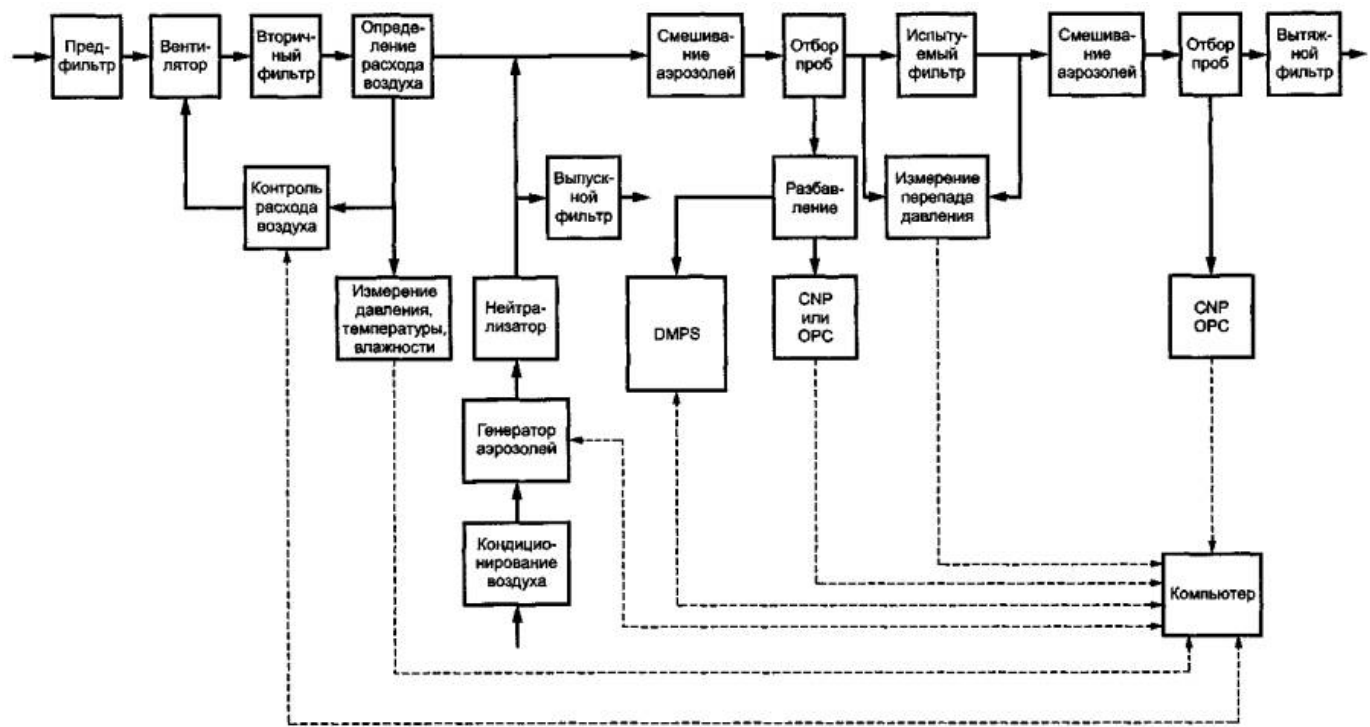 Пред-
фильтр
Венти-
лятор
Вторич-
ный
фильтр
Опреде-
ление
расхода
воздуха
Смешива-
ние
аэрозолей
Отбор
проб
Испыту-
емый
фильтр
Смешива-
ние
аэрозолей
Отбор
проб
Вытяж-
ной
фильтр
Контроль
расхода
воздуха
Выпуск-
ной
фильтр
Разбав-
ление
Измерение
перепада
давления
Измерение
давления,
температуры,
влажности
Нейтра-
лизатор
DMPS
CNP
или
OPC
CNP
OPC
Генератор
аэрозолей
Кондицио-
нирование
воздуха
Компьютер